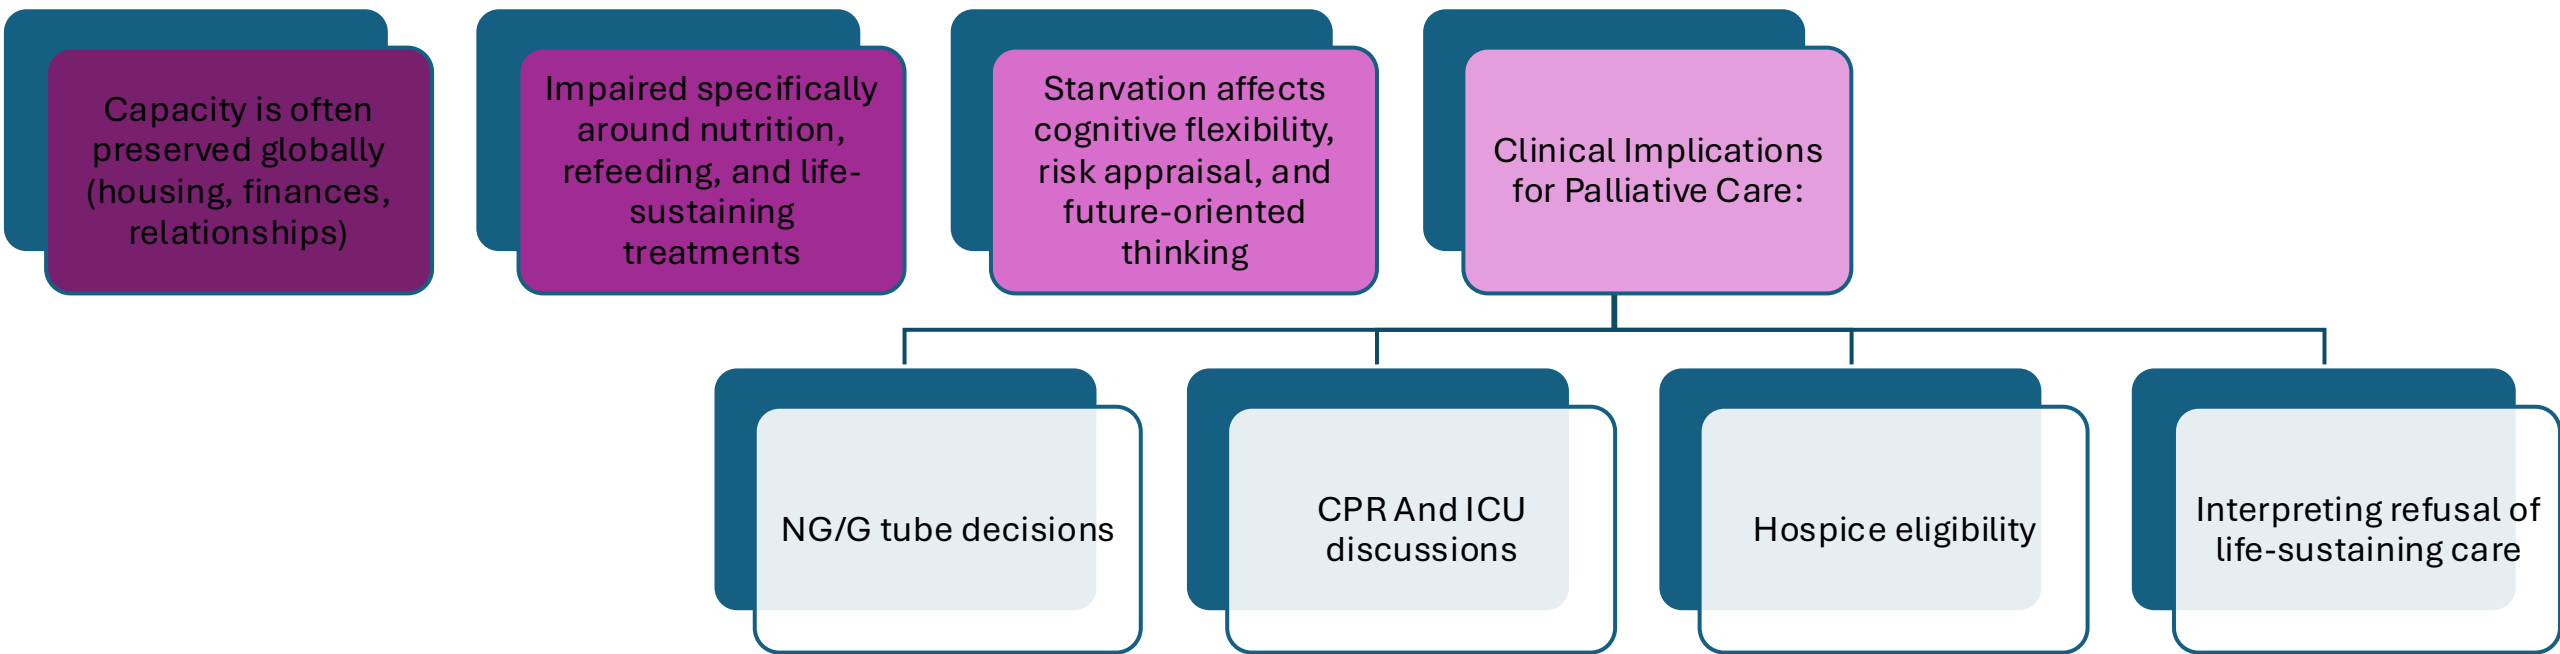 Capacity is often
preserved globally
(housing, finances,
relationships)
Impaired specifically
around nutrition,
refeeding, and life-
sustaining
treatments
Starvation affects
cognitive flexibility,
risk appraisal, and
future-oriented
thinking
Clinical Implications
for Palliative Care:
NG/G tube decisions
CPR And ICU
discussions
Hospice eligibility
Interpreting refusal of
life-sustaining care